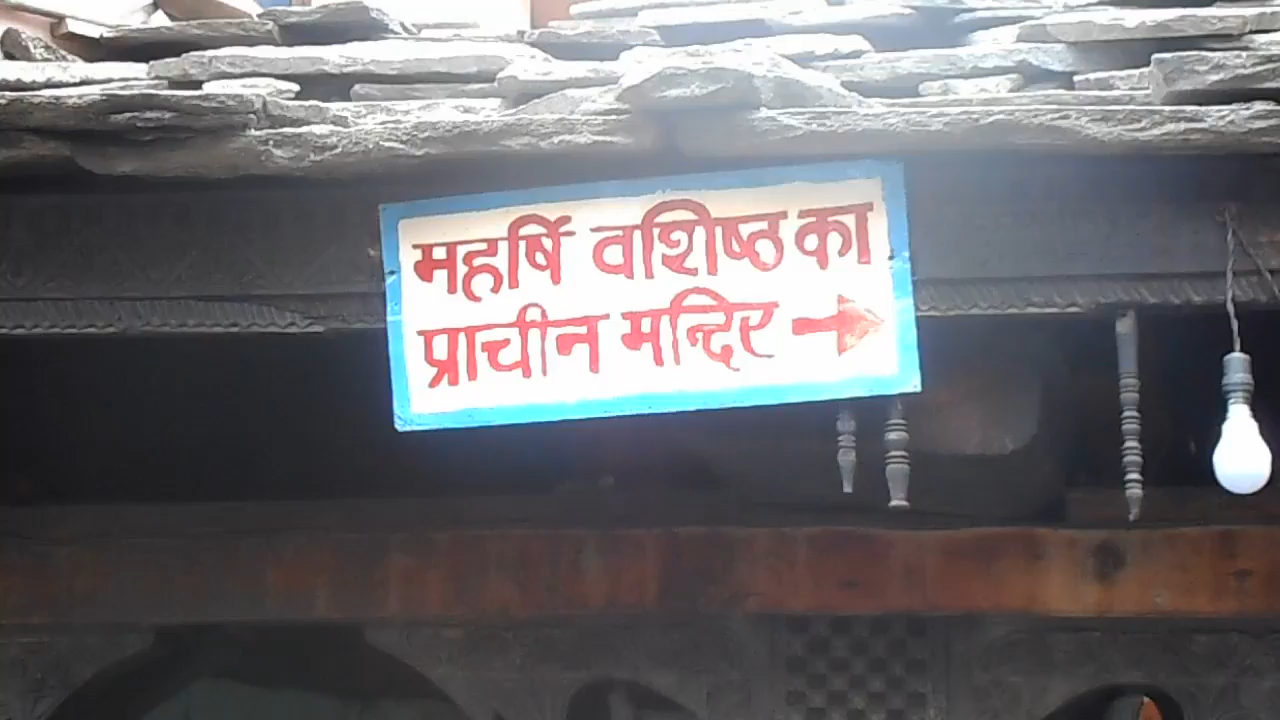 महर्षि वशिष्ठ का
प्राचीन मन्दिर →